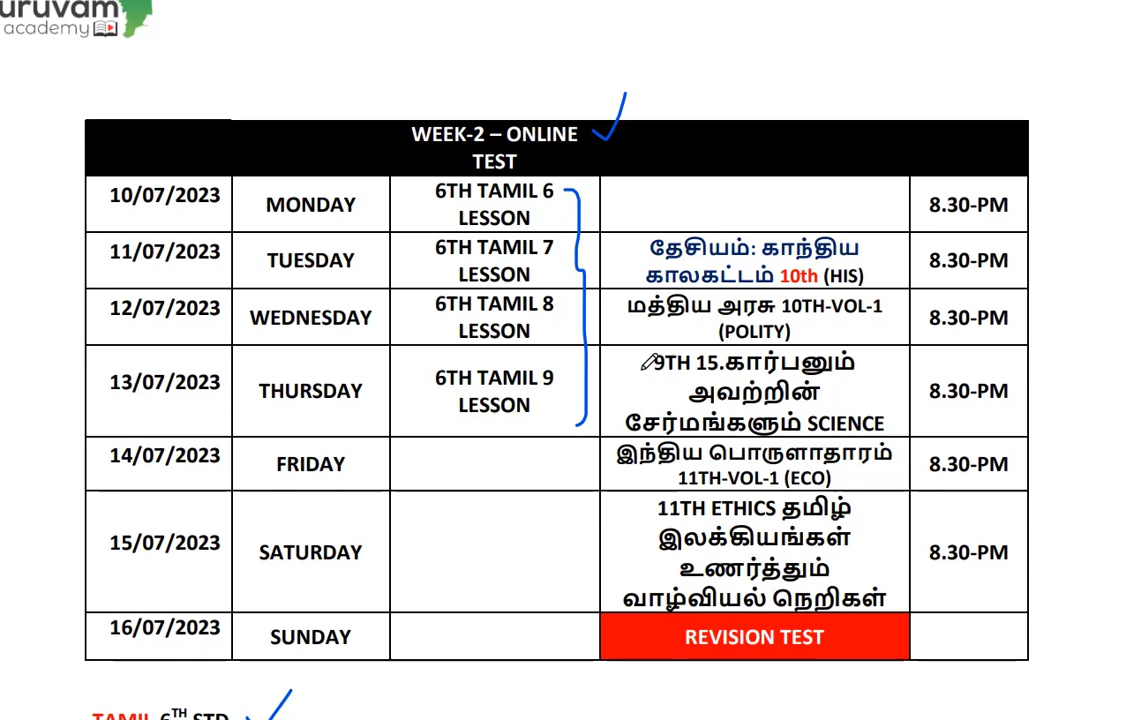 uruvam
academy
WEEK-2 – ONLINE
TEST
10/07/2023 MONDAY 6TH TAMIL 6 LESSON 8.30-PM
11/07/2023 TUESDAY 6TH TAMIL 7 LESSON தேசியம்: காந்திய காலகட்டம் 10th (HIS) 8.30-PM
12/07/2023 WEDNESDAY 6TH TAMIL 8 LESSON மத்திய அரசு 10TH-VOL-1 (POLITY) 8.30-PM
13/07/2023 THURSDAY 6TH TAMIL 9 LESSON 9TH 15.கார்பனும் அவற்றின் சேர்மங்களும் SCIENCE 8.30-PM
14/07/2023 FRIDAY இந்திய பொருளாதாரம் 11TH-VOL-1 (ECO) 8.30-PM
15/07/2023 SATURDAY 11TH ETHICS தமிழ் இலக்கியங்கள் உணர்த்தும் வாழ்வியல் நெறிகள் 8.30-PM
16/07/2023 SUNDAY REVISION TEST
TAMIL 6TH STD